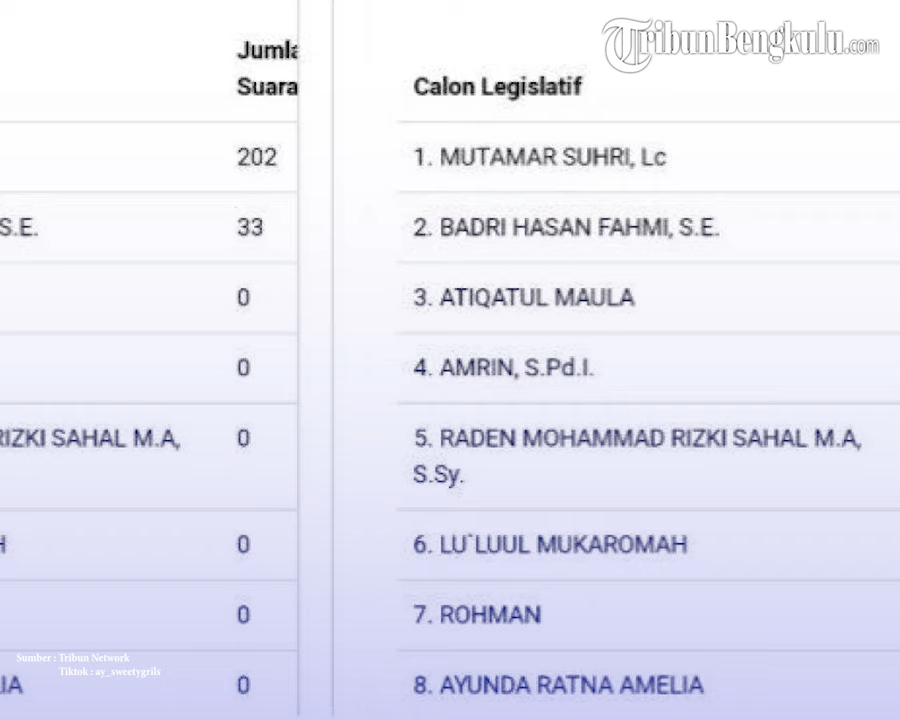 TribunBengkulu.com
Jumla
Suara
202
S.E. 33
0
0
RIZKI SAHAL M.A, 0
H 0
0
IA 0
Calon Legislatif
1. MUTAMAR SUHRI, Lc
2. BADRI HASAN FAHMI, S.E.
3. ATIQATUL MAULA
4. AMRIN, S.Pd.I.
5. RADEN MOHAMMAD RIZKI SAHAL M.A,
S.Sy.
6. LU`LUUL MUKAROMAH
7. ROHMAN
8. AYUNDA RATNA AMELIA
Sumber : Tribun Network
Tiktok : ay_sweetygrils